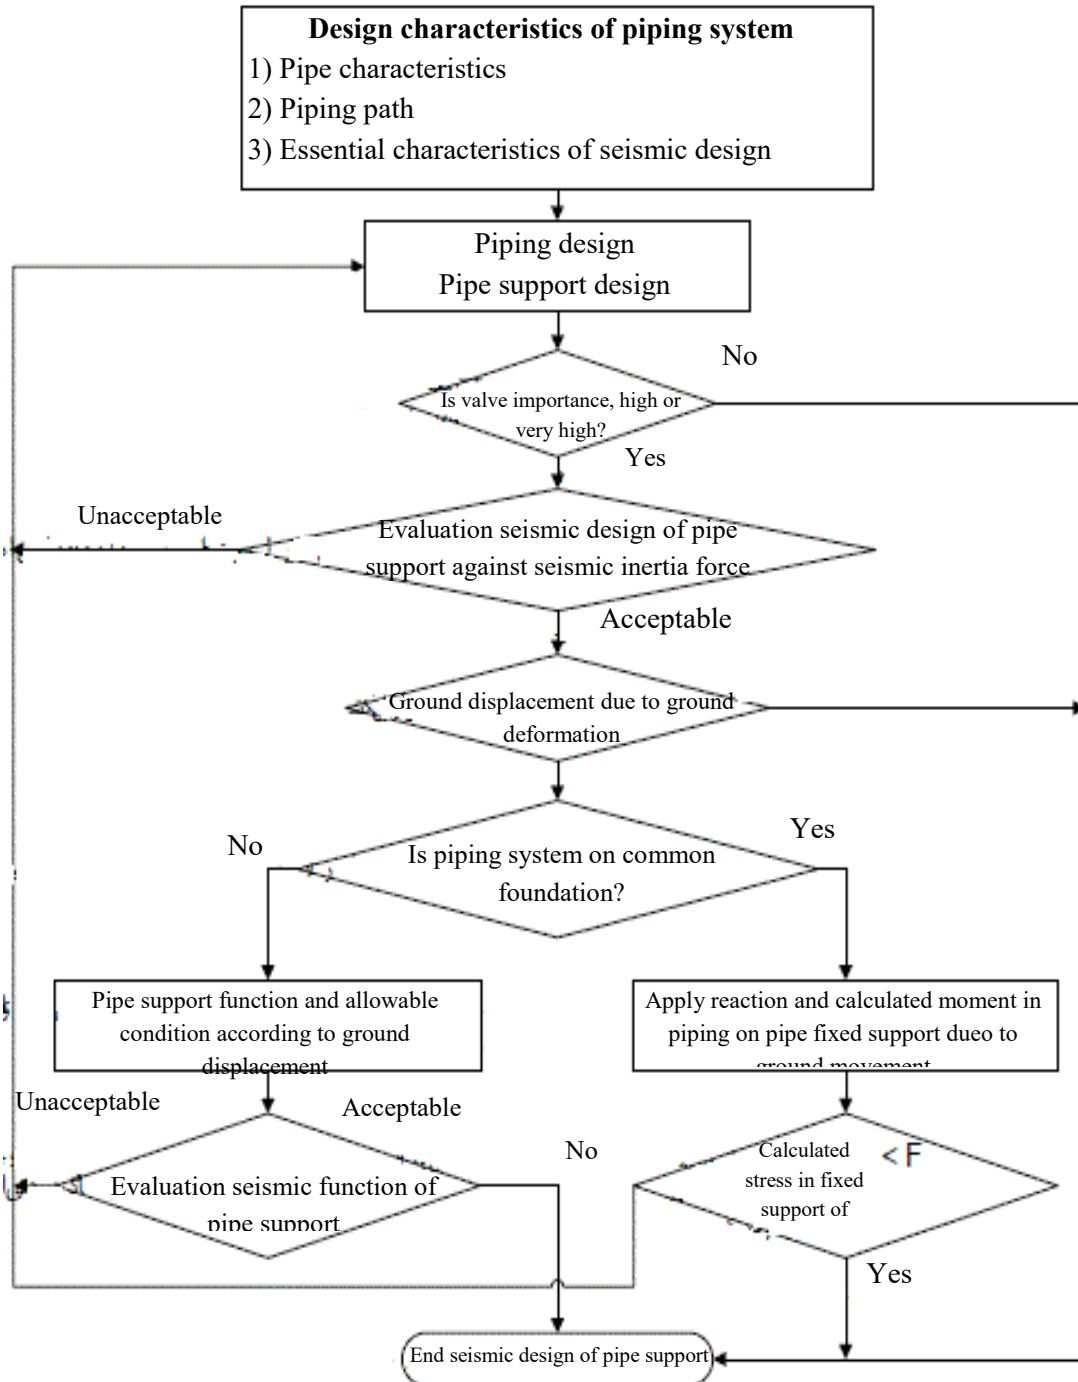 Design characteristics of piping system
1) Pipe characteristics
2) Piping path
3) Essential characteristics of seismic design
Piping design
Pipe support design
No
Is valve importance, high or
very high?
Yes
Unacceptable
Evaluation seismic design of pipe
support against seismic inertia force
Acceptable
Ground displacement due to ground
deformation
No
Yes
Is piping system on common
foundation?
Pipe support function and allowable
condition according to ground
displacement
Apply reaction and calculated moment in
piping on pipe fixed support dueo to
ground movement
Unacceptable
Acceptable
No
Evaluation seismic function of
pipe support
Calculated
stress in fixed
support of
< F
Yes
End seismic design of pipe support